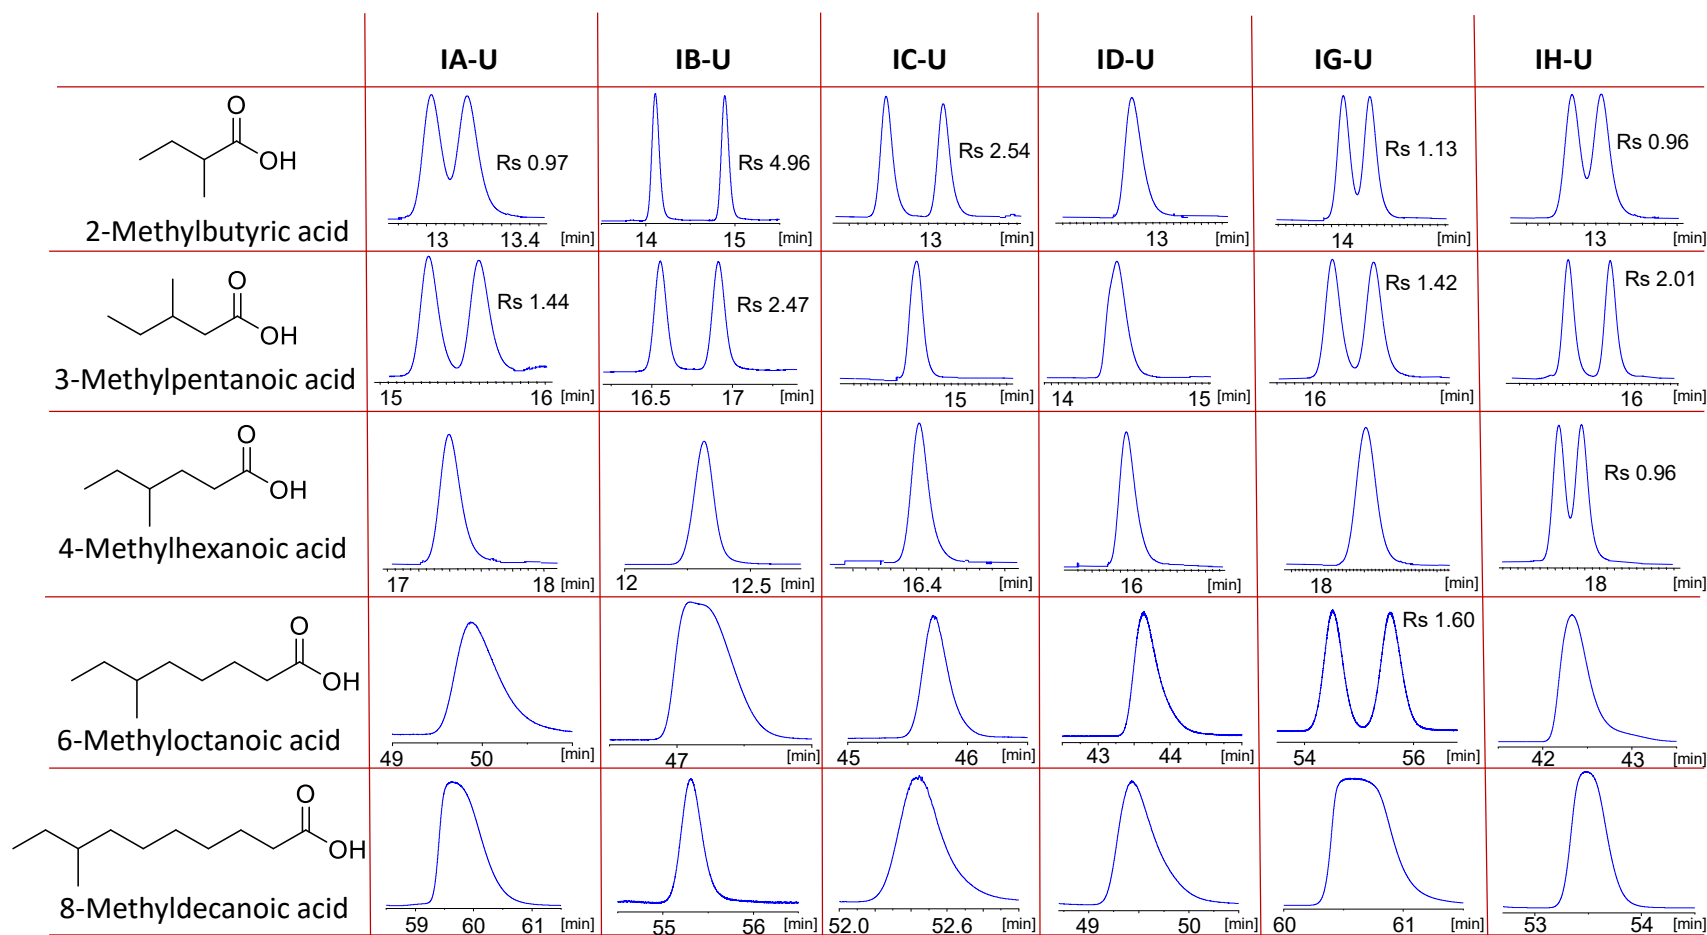 IA-U IB-U IC-U ID-U IG-U IH-U
O
OH
2-Methylbutyric acid
Rs 0.97
13 13.4 [min]
Rs 4.96
14 15 [min]
Rs 2.54
13 [min]
13 [min]
Rs 1.13
14 [min]
Rs 0.96
13 [min]
O
OH
3-Methylpentanoic acid
Rs 1.44
15 16 [min]
Rs 2.47
16.5 17 [min]
15 [min]
14 15 [min]
Rs 1.42
16 [min]
Rs 2.01
16 [min]
O
OH
4-Methylhexanoic acid
17 18 [min]
12 12.5 [min]
16.4 [min]
16 [min]
18 [min]
Rs 0.96
18 [min]
O
OH
6-Methyloctanoic acid
49 50 [min]
47 [min]
45 46 [min]
43 44 [min]
Rs 1.60
54 56 [min]
42 43 [min]
O
OH
8-Methyldecanoic acid
59 60 61 [min]
55 56 [min]
52.0 52.6 [min]
49 50 [min]
60 61 [min]
53 54 [min]